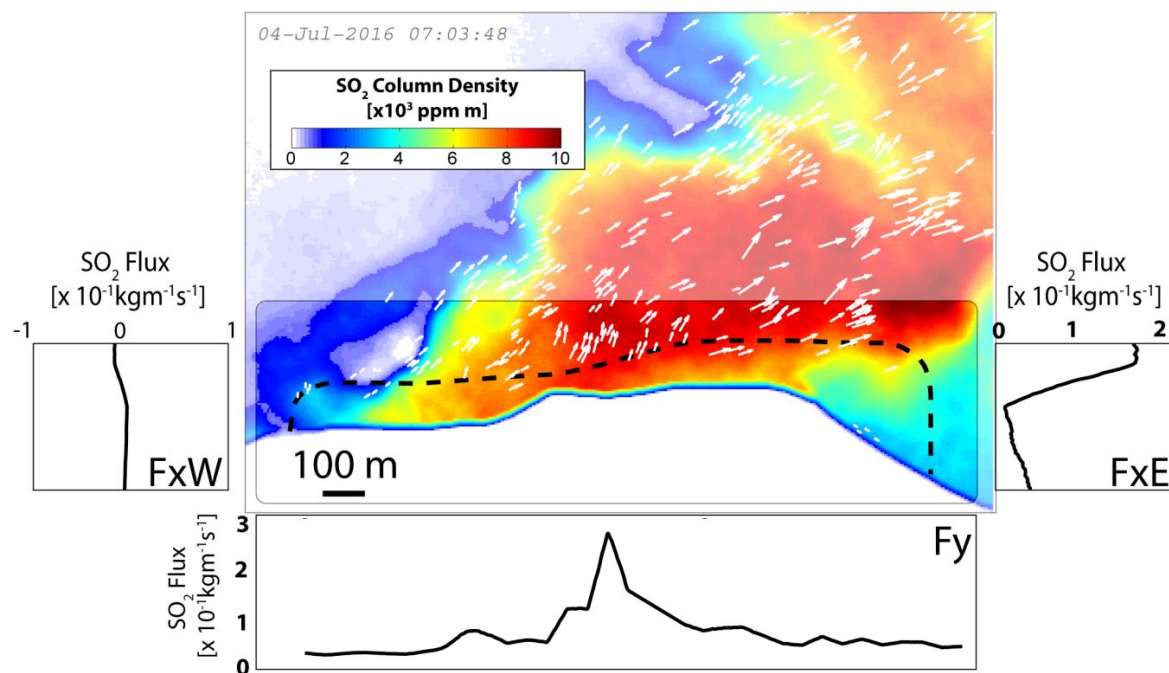 04-Jul-2016 07:03:48
SO₂ Column Density
[x10³ ppm m]
0 2 4 6 8 10
SO₂ Flux
[x 10⁻¹kgm⁻¹s⁻¹]
-1 0 1
FxW
100 m
SO₂ Flux
[x 10⁻¹kgm⁻¹s⁻¹]
0 1 2
FxE
SO₂ Flux
[x 10⁻¹kgm⁻¹s⁻¹]
3
2
1
0
Fy